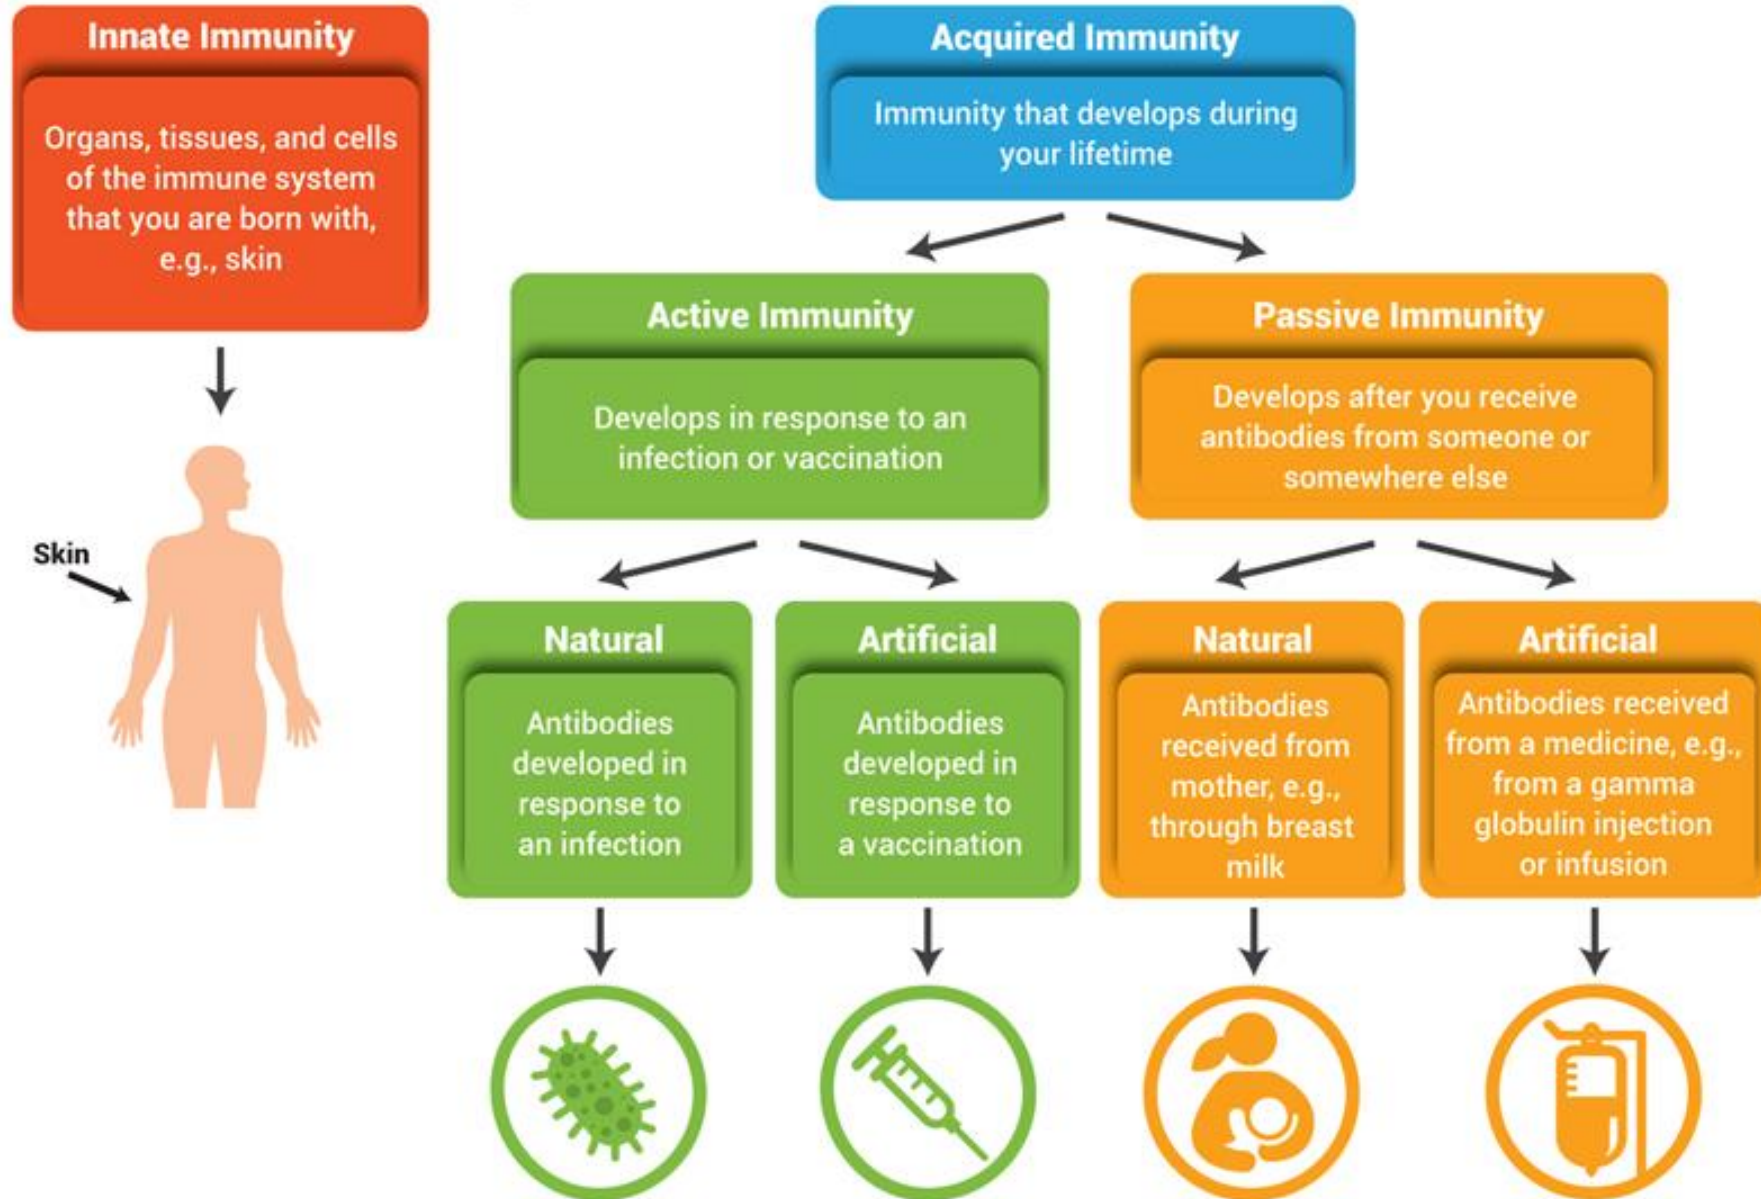 Innate Immunity
Organs, tissues, and cells
of the immune system
that you are born with,
e.g., skin
Skin
Acquired Immunity
Immunity that develops during
your lifetime
Active Immunity
Develops in response to an
infection or vaccination
Passive Immunity
Develops after you receive
antibodies from someone or
somewhere else
Natural
Antibodies
developed in
response to
an infection
Artificial
Antibodies
developed in
response to
a vaccination
Natural
Antibodies
received from
mother, e.g.,
through breast
milk
Artificial
Antibodies received
from a medicine, e.g.,
from a gamma
globulin injection
or infusion